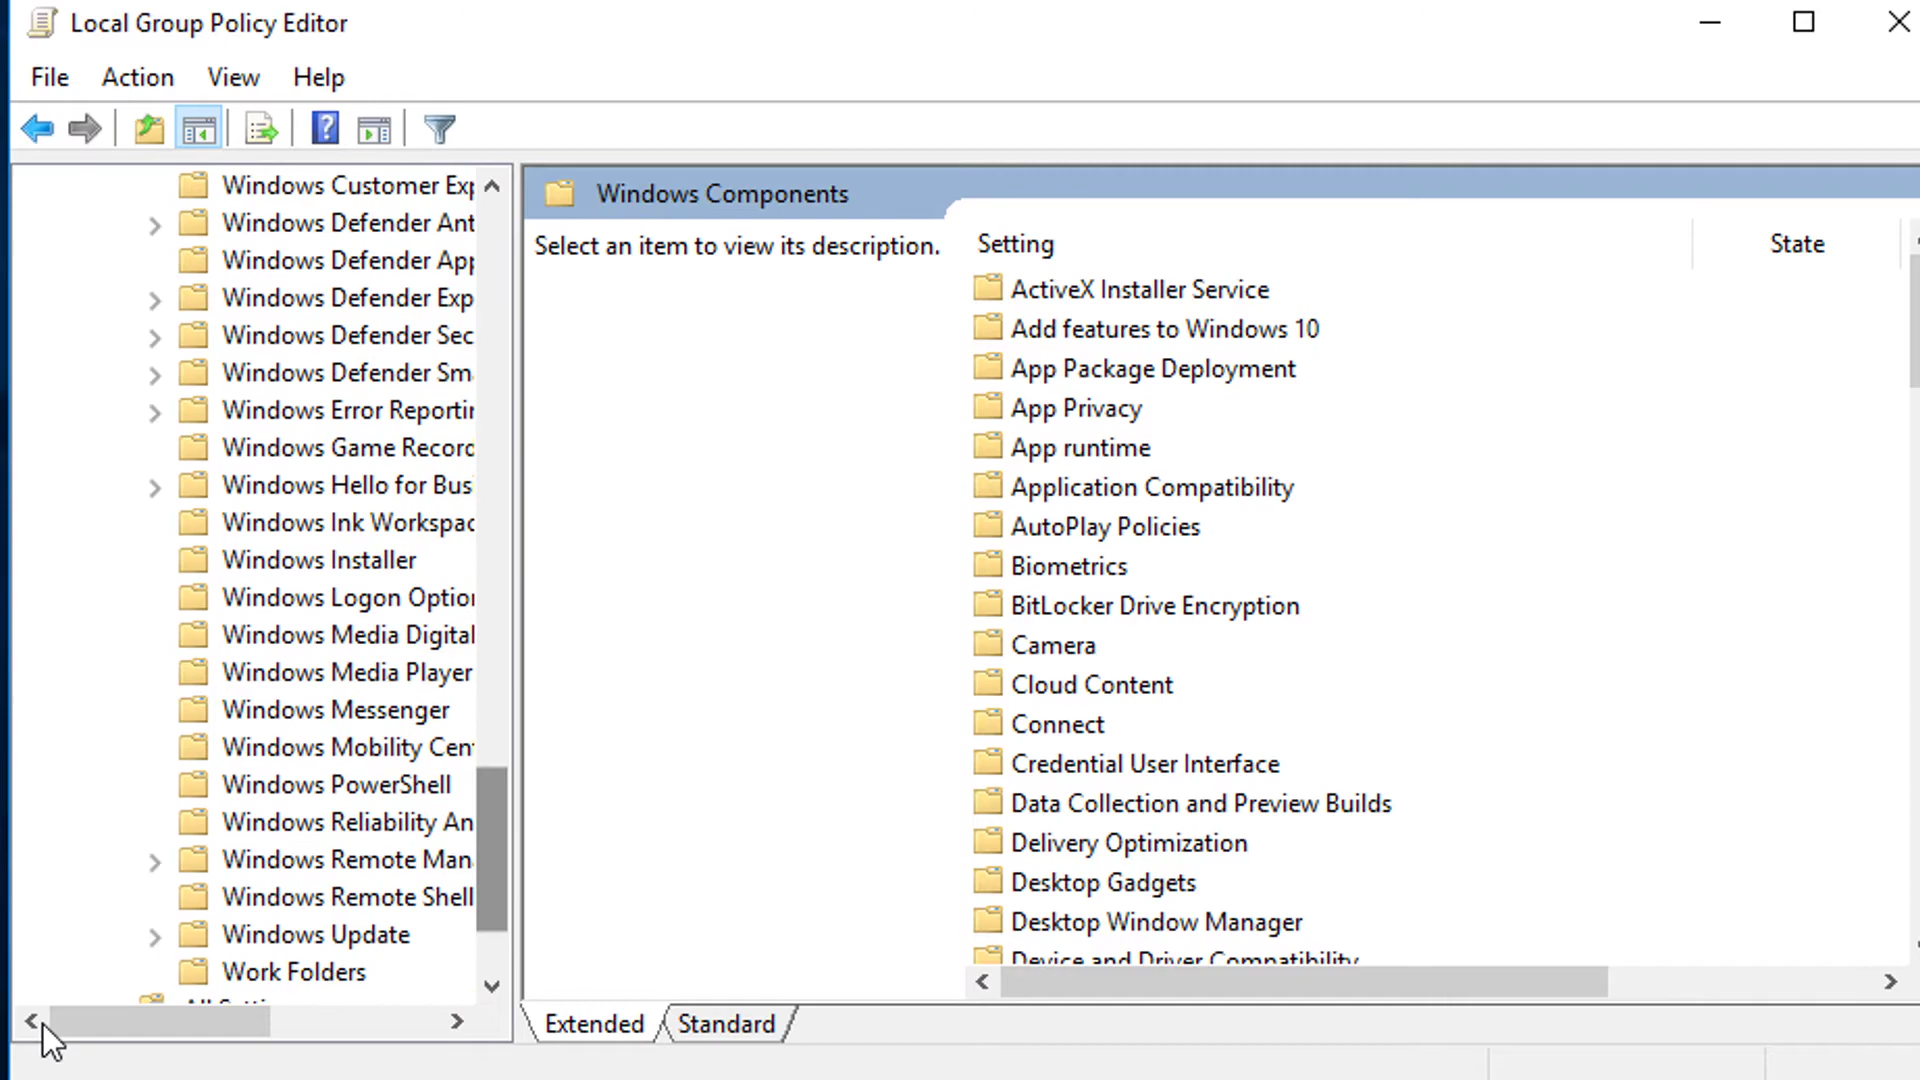 Local Group Policy Editor
File Action View Help
Windows Customer Exp
Windows Defender Ant
Windows Defender App
Windows Defender Exp
Windows Defender Sec
Windows Defender Sma
Windows Error Reportin
Windows Game Record
Windows Hello for Busi
Windows Ink Workspac
Windows Installer
Windows Logon Option
Windows Media Digital
Windows Media Player
Windows Messenger
Windows Mobility Cent
Windows PowerShell
Windows Reliability An
Windows Remote Man
Windows Remote Shell
Windows Update
Work Folders
Windows Components
Select an item to view its description.
Setting State
ActiveX Installer Service
Add features to Windows 10
App Package Deployment
App Privacy
App runtime
Application Compatibility
AutoPlay Policies
Biometrics
BitLocker Drive Encryption
Camera
Cloud Content
Connect
Credential User Interface
Data Collection and Preview Builds
Delivery Optimization
Desktop Gadgets
Desktop Window Manager
Device and Driver Compatibility
Extended Standard